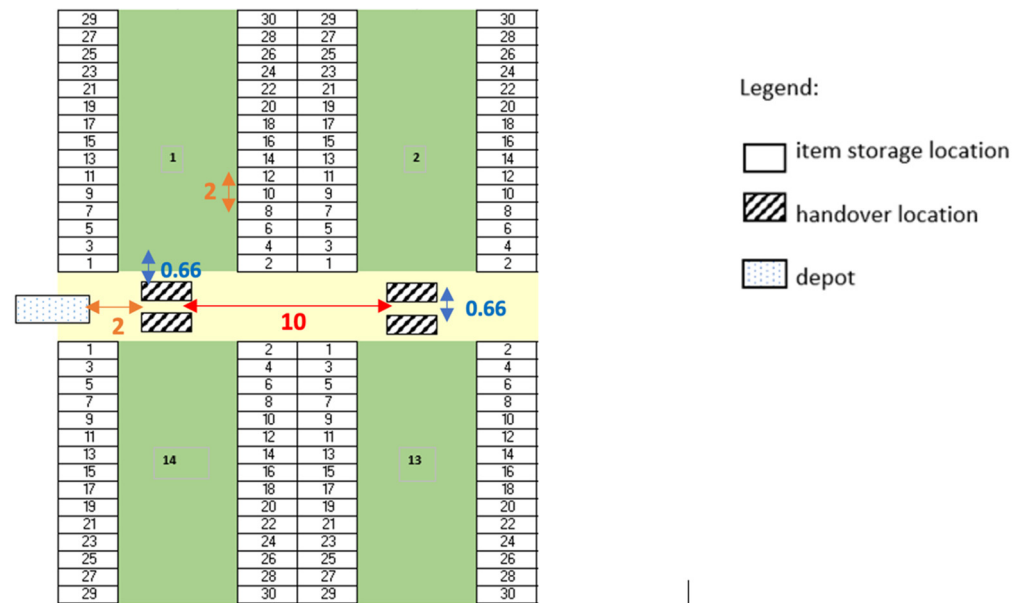 29 30 29 30
27 28 27 28
25 26 25 26
23 24 23 24
21 22 21 22
19 20 19 20
17 18 17 18
15 16 15 16
13 1 14 13 2 14
11 12 11 12
9 2 10 9 10
7 8 7 8
5 6 5 6
3 4 3 4
1 0.66 2 1 2
2 10 0.66
1 2 1 2
3 4 3 4
5 6 5 6
7 8 7 8
9 10 9 10
11 12 11 12
13 14 14 13 13 14
15 16 15 16
17 18 17 18
19 20 19 20
21 22 21 22
23 24 23 24
25 26 25 26
27 28 27 28
29 30 29 30
Legend:
item storage location
handover location
depot